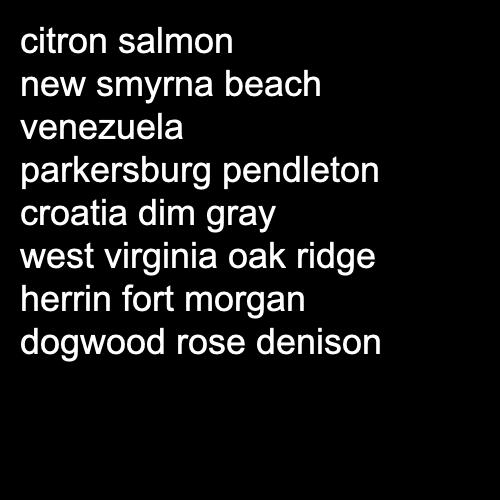 citron salmon
new smyrna beach
venezuela
parkersburg pendleton
croatia dim gray
west virginia oak ridge
herrin fort morgan
dogwood rose denison